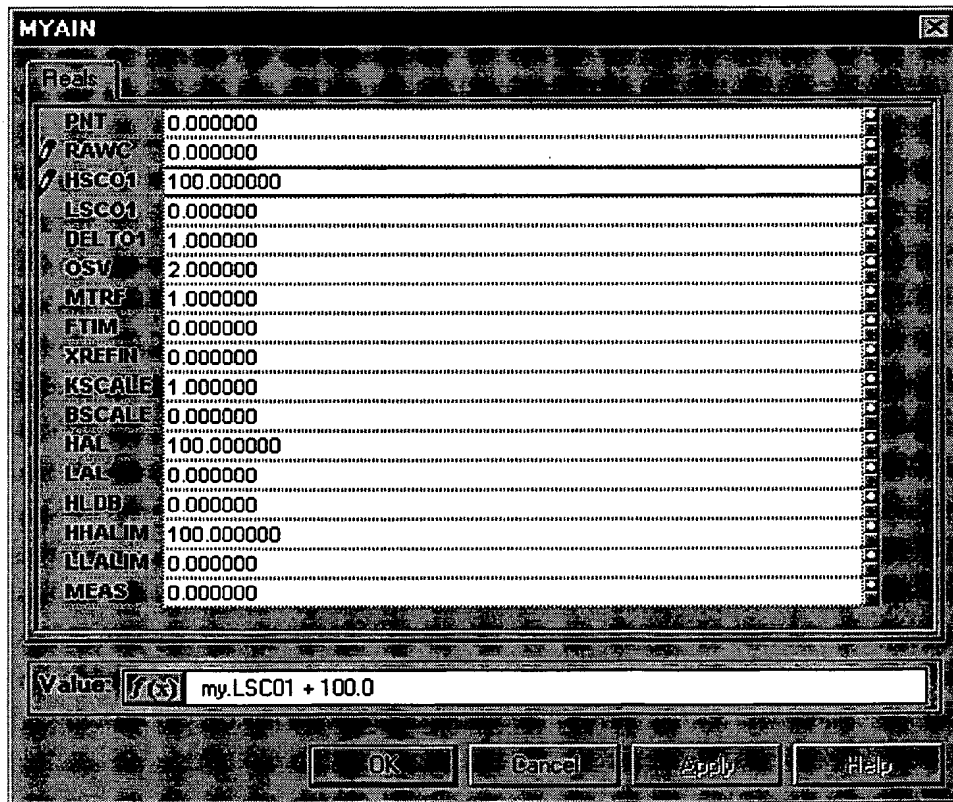 MYAIN
Reals
PNT 0.000000
RAWC 0.000000
HSCO1 100.000000
LSCO1 0.000000
DELTO1 1.000000
OSV 2.000000
MTRF 1.000000
FTIM 0.000000
XREFIN 0.000000
KSCALE 1.000000
BSCALE 0.000000
HAL 100.000000
LAL 0.000000
HLDB 0.000000
HHALIM 100.000000
LLALIM 0.000000
MEAS 0.000000
Value: f(x) my.LSC01 + 100.0
OK Cancel Apply Help